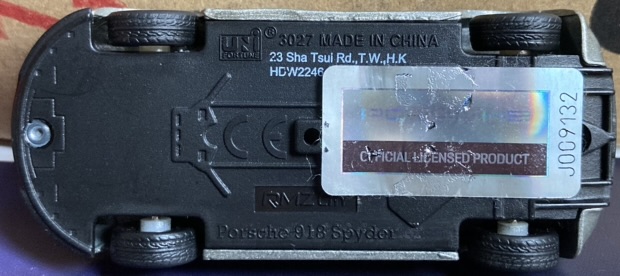 UNI
FORTUNE
® 3027 MADE IN CHINA
23 Sha Tsui Rd.,T.W.,H.K
HDW2246
CE
OFFICIAL LICENSED PRODUCT
J009132
RMZ
Porsche 918 Spyder